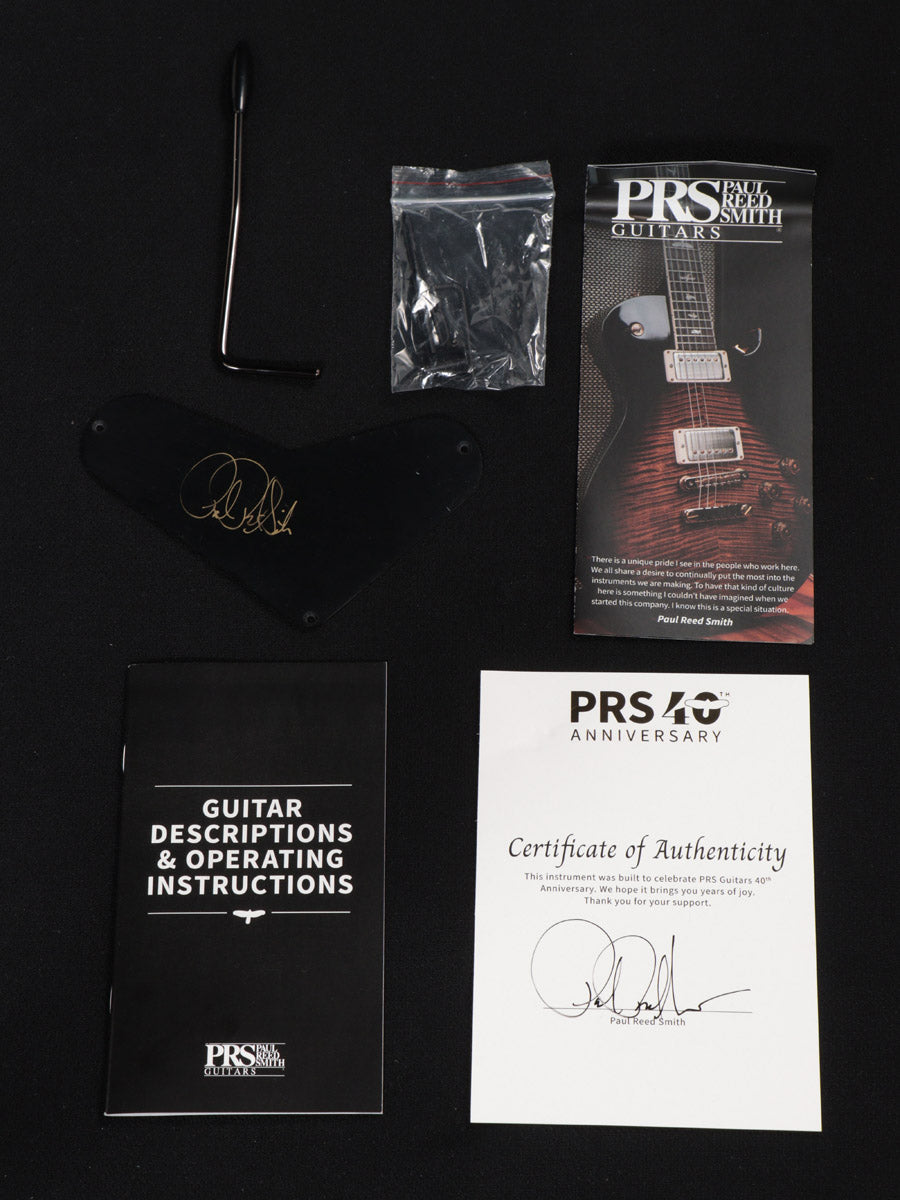 PRS PAUL
REED
SMITH
GUITARS
There is a unique pride I see in the people who work here.
We all share a desire to continually put the most into the
instruments we are making. To have that kind of culture
here is something I couldn't have imagined when we
started this company. I know this is a special situation.
Paul Reed Smith
Paul R Smith
GUITAR
DESCRIPTIONS
& OPERATING
INSTRUCTIONS
PRS PAUL
REED
SMITH
GUITARS
PRS 40TH
ANNIVERSARY
Certificate of Authenticity
This instrument was built to celebrate PRS Guitars 40th
Anniversary. We hope it brings you years of joy.
Thank you for your support.
Paul Reed Smith